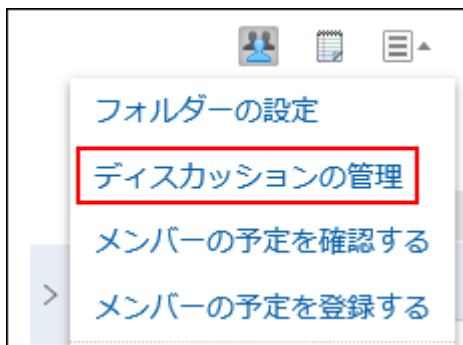 フォルダーの設定
ディスカッションの管理
メンバーの予定を確認する
メンバーの予定を登録する